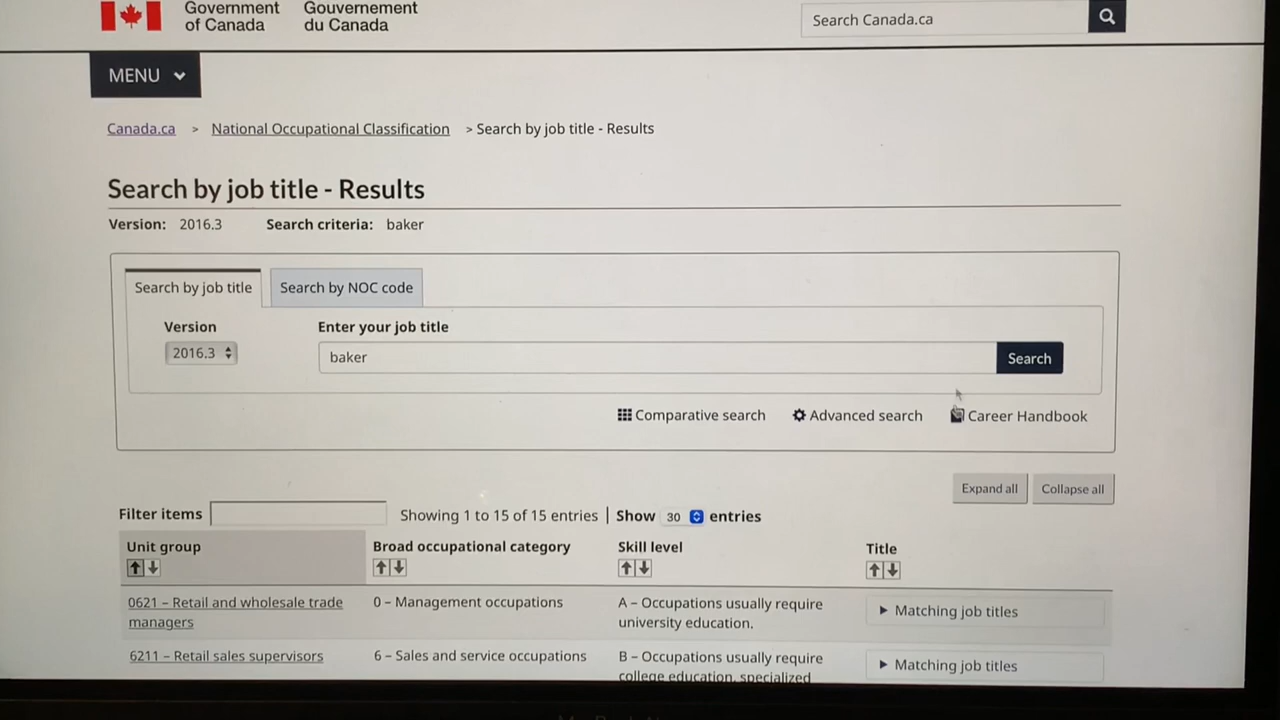 Government of Canada
Gouvernement du Canada
Search Canada.ca
MENU
Canada.ca > National Occupational Classification > Search by job title - Results
Search by job title - Results
Version: 2016.3 Search criteria: baker
Search by job title Search by NOC code
Version Enter your job title
2016.3 baker Search
Comparative search Advanced search Career Handbook
Expand all Collapse all
Filter items Showing 1 to 15 of 15 entries | Show 30 entries
Unit group Broad occupational category Skill level Title
0621 – Retail and wholesale trade managers 0 – Management occupations A – Occupations usually require university education. Matching job titles
6211 – Retail sales supervisors 6 – Sales and service occupations B – Occupations usually require college education, specialized Matching job titles